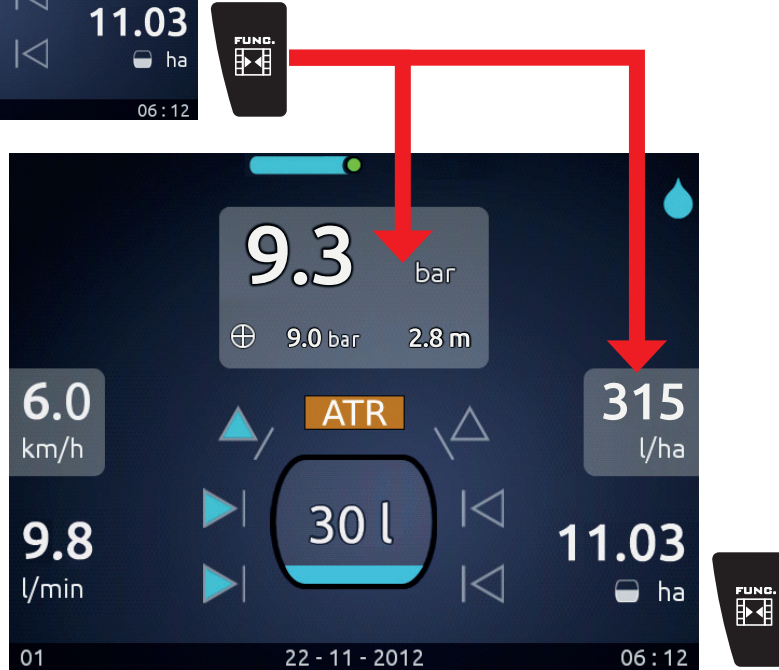 11.03
ha
06 : 12
FUNC.
9.3 bar
9.0 bar 2.8 m
6.0
km/h
ATR
315
l/ha
30 l
9.8
l/min
11.03
ha
FUNC.
01 22 - 11 - 2012 06 : 12